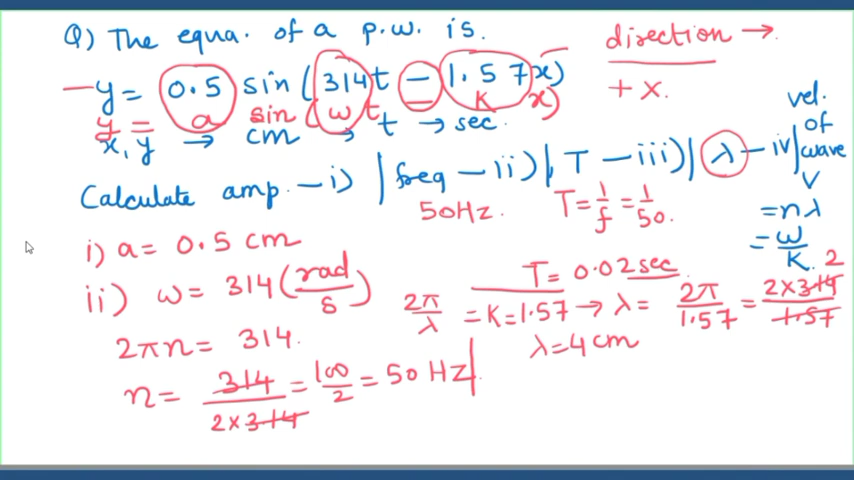 Q) The equa. of a p.w. is.
direction →
+ x.
y = 0.5 sin(314t - 1.57x)
y = a sin(ωt K x)
x, y → cm t → sec.
vel. of wave v
= nλ
= ω/K
Calculate amp. - i) | freq - ii) | T - iii) | λ - iv
50Hz. T = 1/f = 1/50.
i) a = 0.5 cm
T = 0.02 sec
ii) ω = 314 (rad/s)
2π/λ = K = 1.57 → λ = 2π/1.57 = 2×3.14/1.57 2
2πn = 314.
λ = 4 cm
n = 314/2×3.14 = 100/2 = 50 Hz